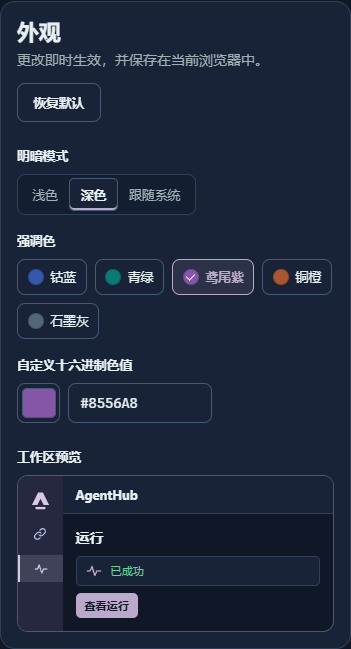 外观
更改即时生效，并保存在当前浏览器中。
恢复默认
明暗模式
浅色 深色 跟随系统
强调色
钴蓝 青绿 鸢尾紫 铜橙
石墨灰
自定义十六进制色值
#8556A8
工作区预览
AgentHub
运行
已成功
查看运行